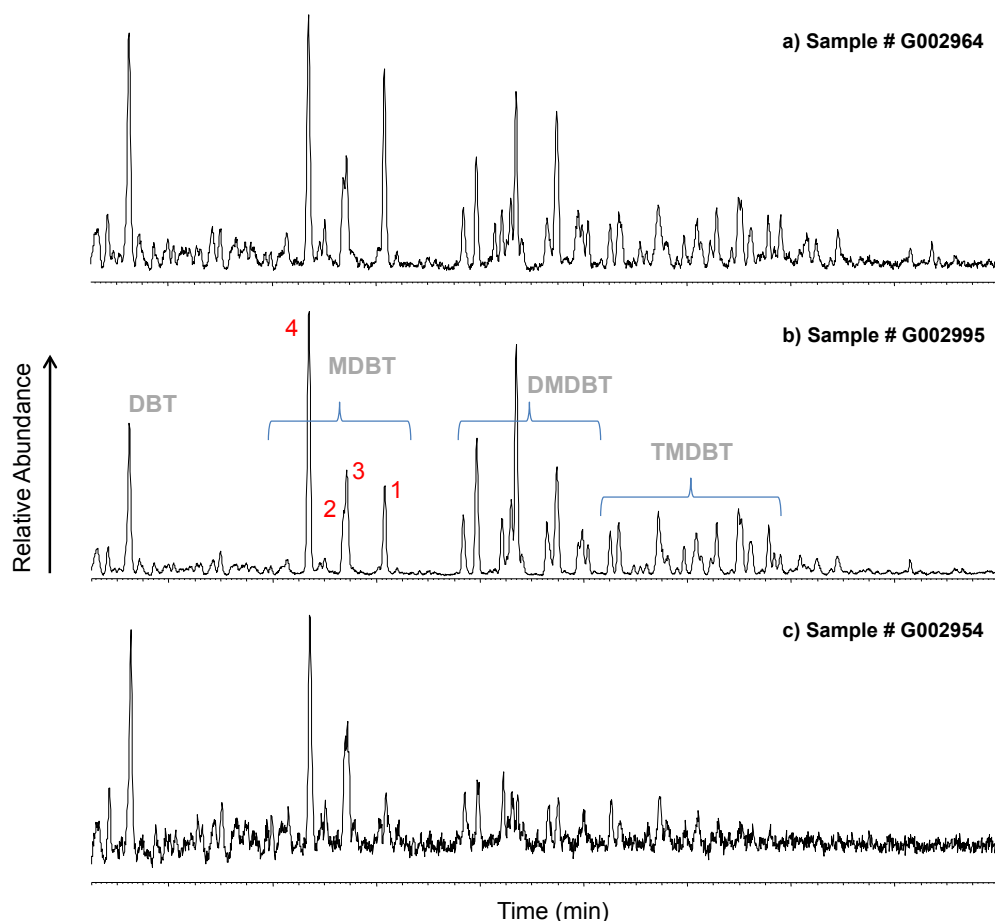 a) Sample # G002964
b) Sample # G002995
4
MDBT
DBT
DMDBT
TMDBT
3
2
1
Relative Abundance
c) Sample # G002954
Time (min)